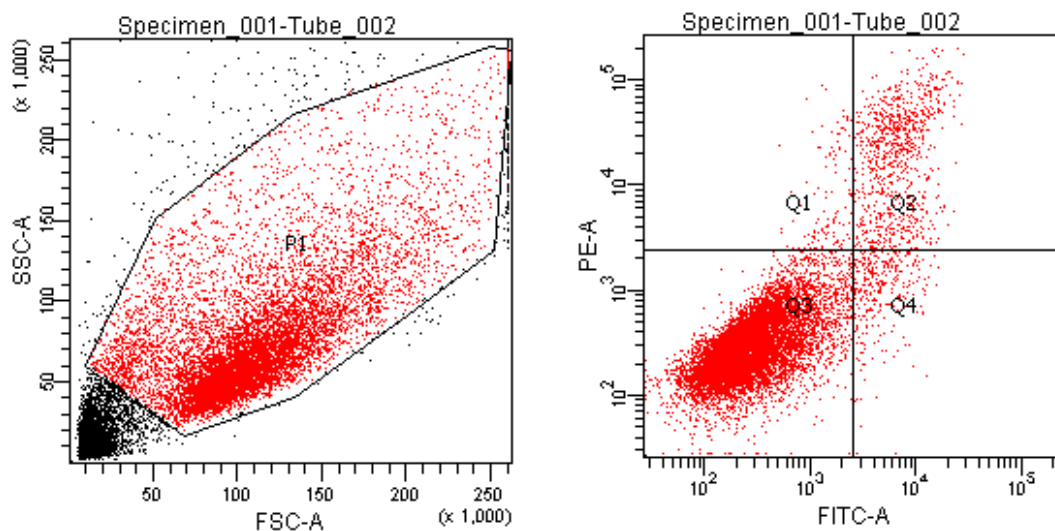 Specimen_001-Tube_002
SSC-A
(x 1,000)
250
200
150
100
50
P1
50 100 150 200 250
(x 1,000)
FSC-A
Specimen_001-Tube_002
PE-A
10^5
10^4
10^3
10^2
Q1 Q2
Q3 Q4
10^2 10^3 10^4 10^5
FITC-A